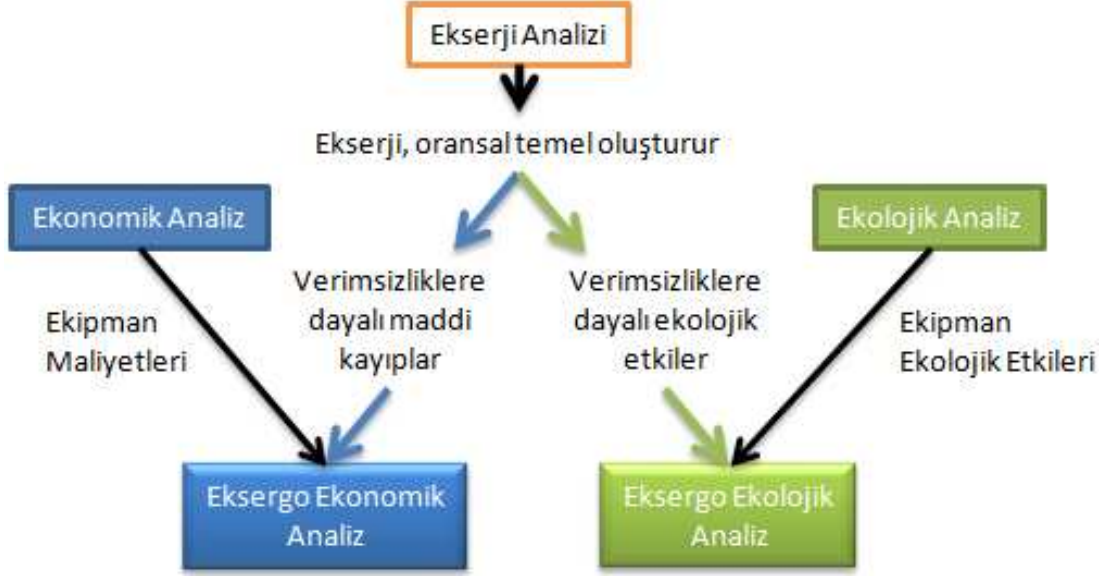 Ekserji Analizi
Ekserji, oransal temel oluşturur
Ekonomik Analiz
Ekolojik Analiz
Verimsizliklere
dayalı maddi
kayıplar
Verimsizliklere
dayalı ekolojik
etkiler
Ekipman
Maliyetleri
Ekipman
Ekolojik Etkileri
Eksergo Ekonomik
Analiz
Eksergo Ekolojik
Analiz